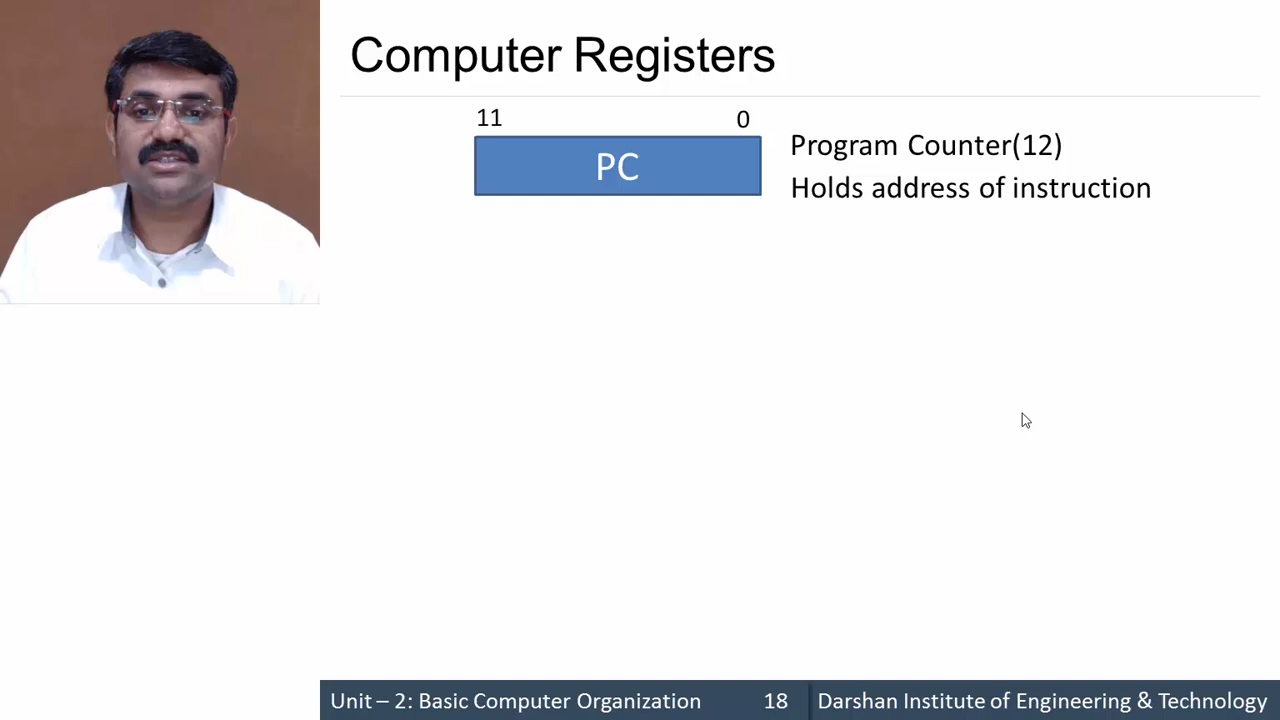 Computer Registers
11 0
PC
Program Counter(12)
Holds address of instruction
Unit – 2: Basic Computer Organization 18 Darshan Institute of Engineering & Technology